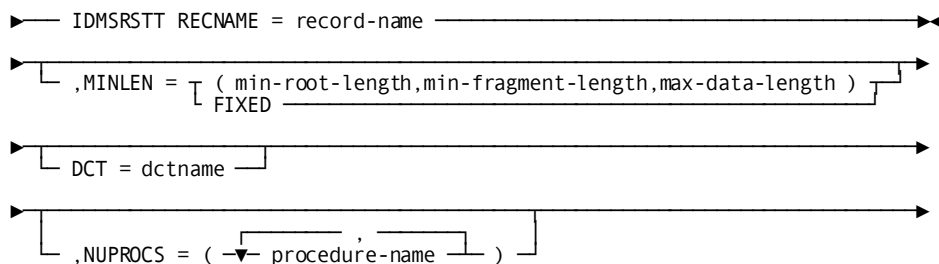 IDMSRSTT RECNAME = record-name
,MINLEN = ( min-root-length,min-fragment-length,max-data-length )
FIXED
DCT = dctname
,
,NUPROCS = ( procedure-name )